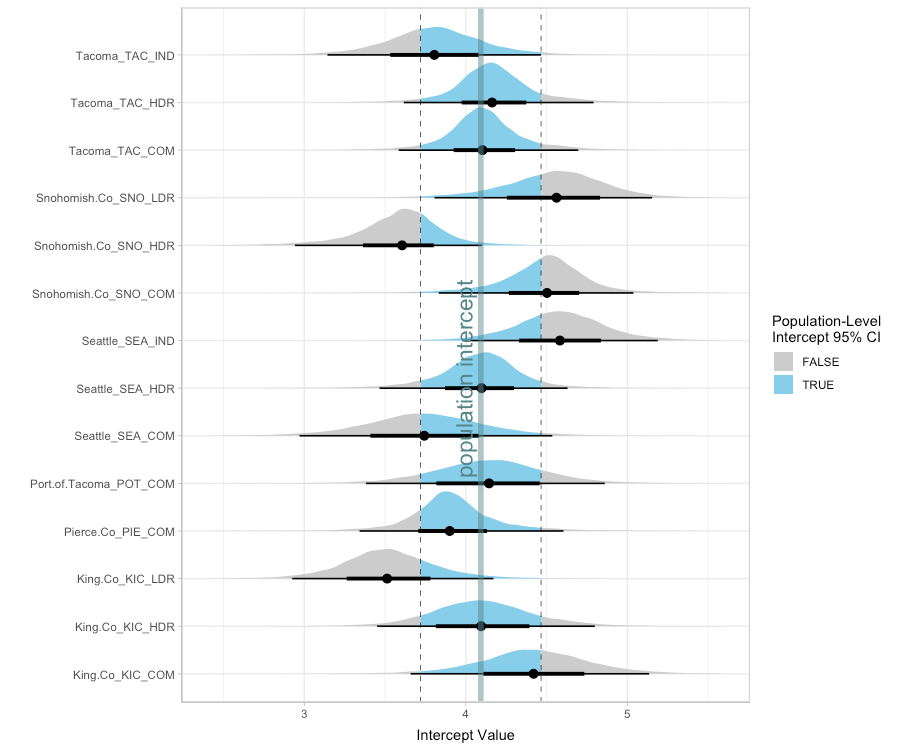 Tacoma_TAC_IND
Tacoma_TAC_HDR
Tacoma_TAC_COM
Snohomish.Co_SNO_LDR
Snohomish.Co_SNO_HDR
Snohomish.Co_SNO_COM
Seattle_SEA_IND
Seattle_SEA_HDR
Seattle_SEA_COM
Port.of.Tacoma_POT_COM
Pierce.Co_PIE_COM
King.Co_KIC_LDR
King.Co_KIC_HDR
King.Co_KIC_COM
population intercept
3 4 5
Intercept Value
Population-Level
Intercept 95% CI
FALSE
TRUE